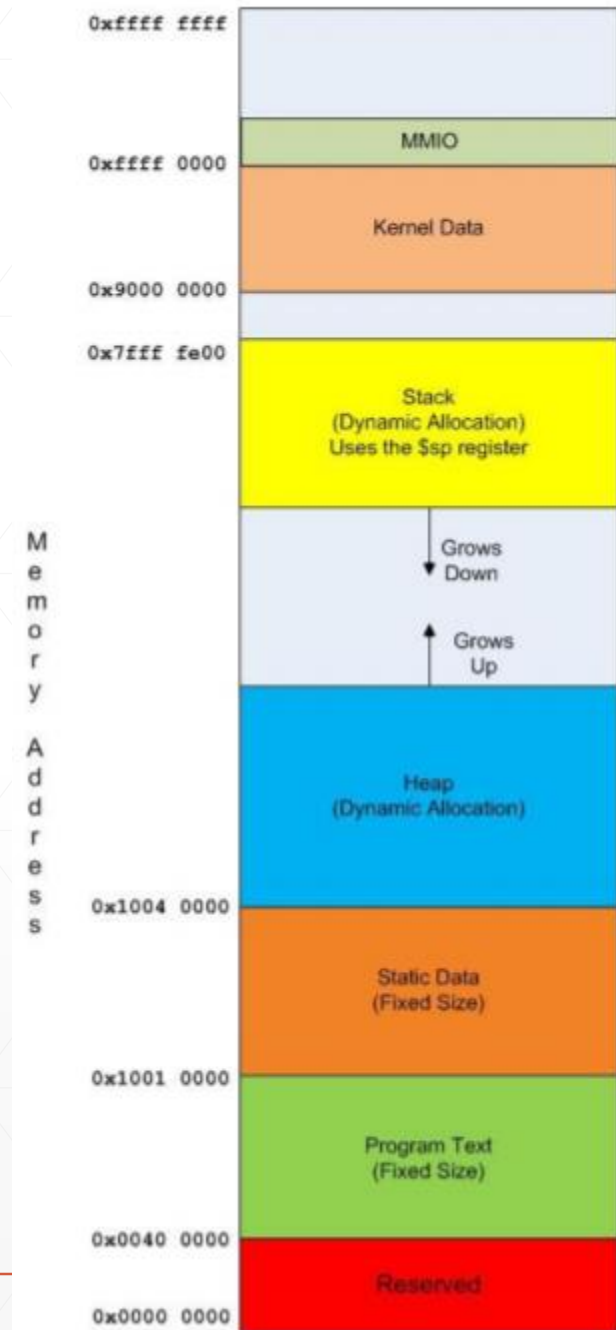 0xffff ffff
MMIO
0xffff 0000
Kernel Data
0x9000 0000
0x7fff fe00
Stack
(Dynamic Allocation)
Uses the $sp register
Grows
Down
Grows
Up
Memory Address
Heap
(Dynamic Allocation)
0x1004 0000
Static Data
(Fixed Size)
0x1001 0000
Program Text
(Fixed Size)
0x0040 0000
Reserved
0x0000 0000